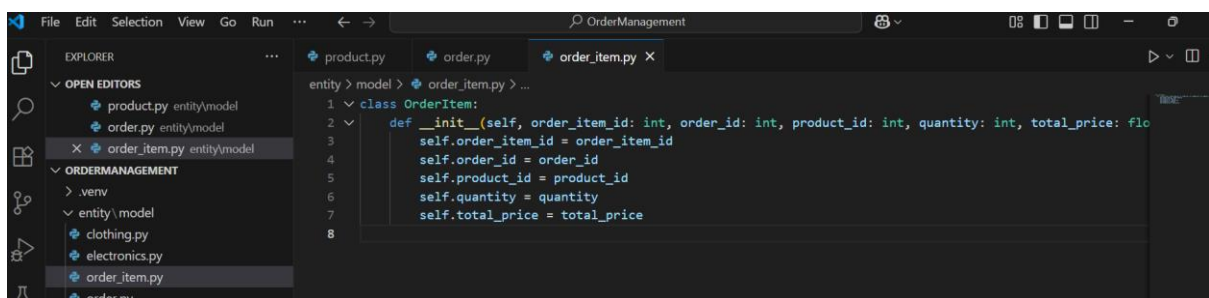 File Edit Selection View Go Run ··· ← → OrderManagement
EXPLORER ···
OPEN EDITORS
product.py entity\model
order.py entity\model
order_item.py entity\model
ORDERMANAGEMENT
.venv
entity\model
clothing.py
electronics.py
order_item.py
order.py
product.py order.py order_item.py
entity > model > order_item.py > ...
1 class OrderItem:
2 def __init__(self, order_item_id: int, order_id: int, product_id: int, quantity: int, total_price: flo
3 self.order_item_id = order_item_id
4 self.order_id = order_id
5 self.product_id = product_id
6 self.quantity = quantity
7 self.total_price = total_price
8